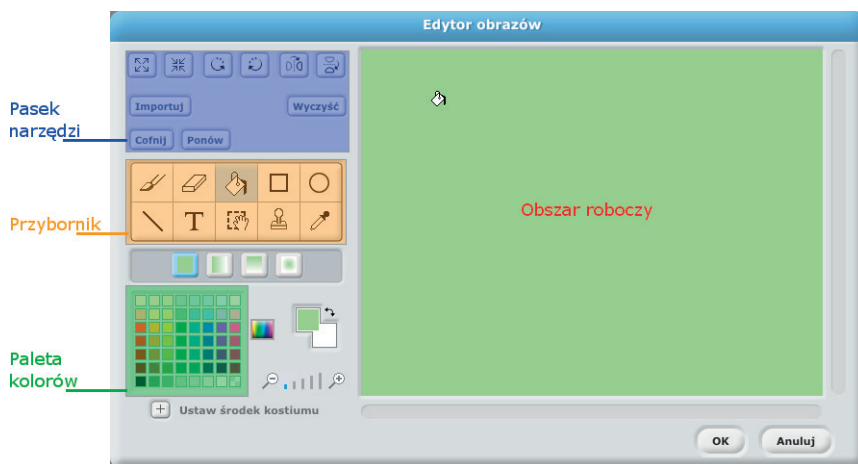 Edytor obrazów
Pasek
narzędzi
Importuj
Wyczyść
Cofnij
Ponów
Przybornik
T
Obszar roboczy
Paleta
kolorów
Ustaw środek kostiumu
OK
Anuluj